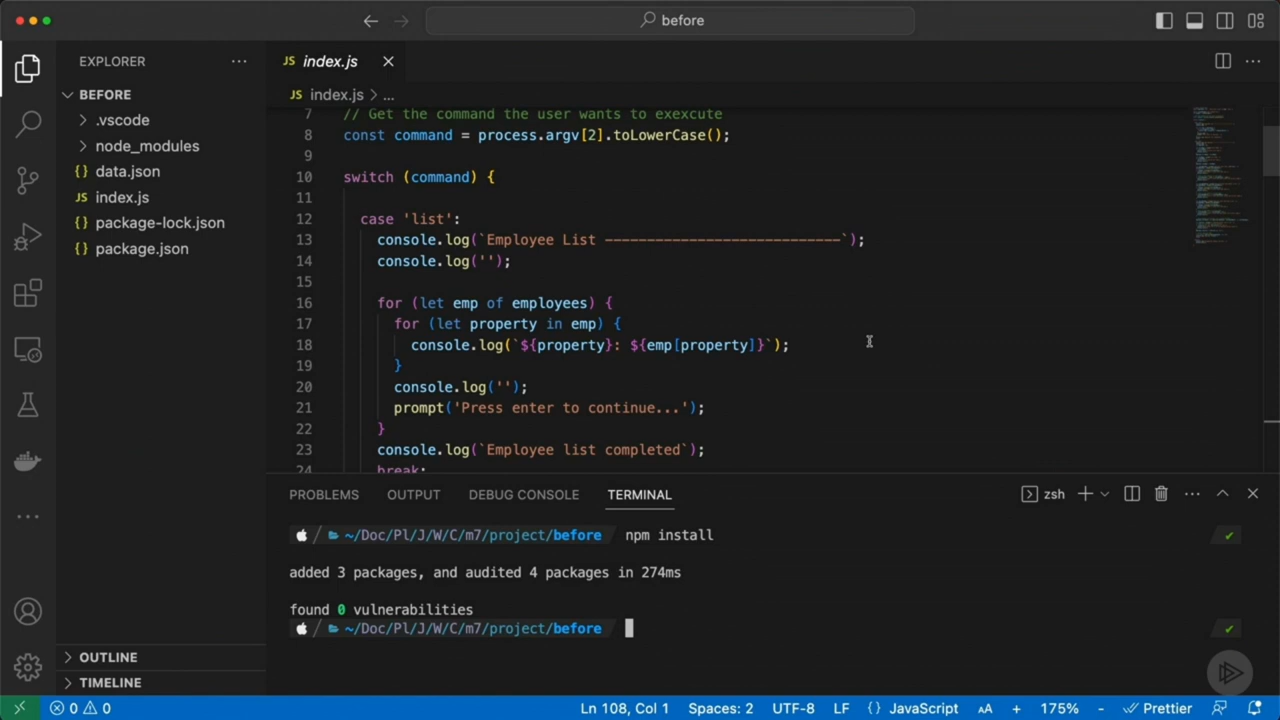 before
EXPLORER
BEFORE
.vscode
node_modules
{} data.json
JS index.js
{} package-lock.json
{} package.json
OUTLINE
TIMELINE
JS index.js
JS index.js > ...
7 // Get the command the user wants to exexcute
8 const command = process.argv[2].toLowerCase();
9
10 switch (command) {
11
12 case 'list':
13 console.log(`Employee List ----------------------------`);
14 console.log('');
15
16 for (let emp of employees) {
17 for (let property in emp) {
18 console.log(`${property}: ${emp[property]}`);
19 }
20 console.log('');
21 prompt('Press enter to continue...');
22 }
23 console.log(`Employee list completed`);
24 break;
PROBLEMS OUTPUT DEBUG CONSOLE TERMINAL
zsh
~/Doc/Pl/J/W/C/m7/project/before npm install
added 3 packages, and audited 4 packages in 274ms
found 0 vulnerabilities
~/Doc/Pl/J/W/C/m7/project/before
0 0
Ln 108, Col 1 Spaces: 2 UTF-8 LF {} JavaScript AA + 175% - Prettier